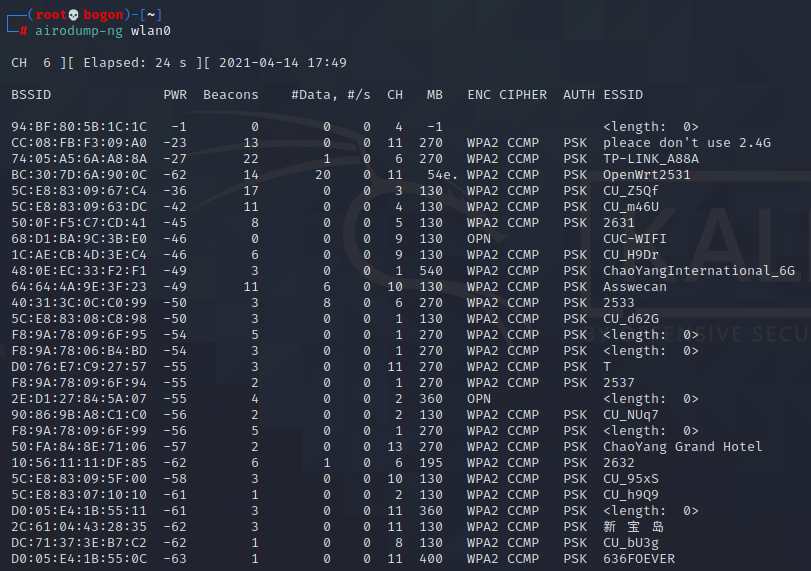 (root💀bogon)-[~]
# airodump-ng wlan0
CH  6 ][ Elapsed: 24 s ][ 2021-04-14 17:49
BSSID              PWR  Beacons    #Data, #/s  CH   MB   ENC CIPHER  AUTH ESSID
94:BF:80:5B:1C:1C   -1        0        0    0   4   -1                    <length:  0>
CC:08:FB:F3:09:A0  -23       13        0    0  11  270   WPA2 CCMP   PSK  pleace don't use 2.4G
74:05:A5:6A:A8:8A  -27       22        1    0   6  270   WPA2 CCMP   PSK  TP-LINK_A88A
BC:30:7D:6A:90:0C  -62       14       20    0  11   54e. WPA2 CCMP   PSK  OpenWrt2531
5C:E8:83:09:67:C4  -36       17        0    0   3  130   WPA2 CCMP   PSK  CU_Z5Qf
5C:E8:83:09:63:DC  -42       11        0    0   4  130   WPA2 CCMP   PSK  CU_m46U
50:0F:F5:C7:CD:41  -45        8        0    0   5  130   WPA2 CCMP   PSK  2631
68:D1:BA:9C:3B:E0  -46        0        0    0   9  130   OPN              CUC-WIFI
1C:AE:CB:4D:3E:C4  -46        6        0    0   9  130   WPA2 CCMP   PSK  CU_H9Dr
48:0E:EC:33:F2:F1  -49        3        0    0   1  540   WPA2 CCMP   PSK  ChaoYangInternational_6G
64:64:4A:9E:3F:23  -49       11        6    0  10  130   WPA2 CCMP   PSK  Asswecan
40:31:3C:0C:C0:99  -50        3        8    0   6  270   WPA2 CCMP   PSK  2533
5C:E8:83:08:C8:98  -50        3        0    0   1  130   WPA2 CCMP   PSK  CU_d62G
F8:9A:78:09:6F:95  -54        5        0    0   1  270   WPA2 CCMP   PSK  <length:  0>
F8:9A:78:06:B4:BD  -54        3        0    0   1  270   WPA2 CCMP   PSK  <length:  0>
D0:76:E7:C9:27:57  -55        3        0    0  11  270   WPA2 CCMP   PSK  T
F8:9A:78:09:6F:94  -55        2        0    0   1  270   WPA2 CCMP   PSK  2537
2E:D1:27:84:5A:07  -55        4        0    0   2  360   OPN              <length:  0>
90:86:9B:A8:C1:C0  -56        2        0    0   2  130   WPA2 CCMP   PSK  CU_NUq7
F8:9A:78:09:6F:99  -56        5        0    0   1  270   WPA2 CCMP   PSK  <length:  0>
50:FA:84:8E:71:06  -57        2        0    0  13  270   WPA2 CCMP   PSK  ChaoYang Grand Hotel
10:56:11:11:DF:85  -62        6        1    0   6  195   WPA2 CCMP   PSK  2632
5C:E8:83:09:5F:00  -58        3        0    0  10  130   WPA2 CCMP   PSK  CU_95xS
5C:E8:83:07:10:10  -61        1        0    0   2  130   WPA2 CCMP   PSK  CU_h9Q9
D0:05:E4:1B:55:11  -61        3        0    0  11  360   WPA2 CCMP   PSK  <length:  0>
2C:61:04:43:28:35  -62        3        0    0  11  130   WPA2 CCMP   PSK  新 宝 岛
DC:71:37:3E:B7:C2  -62        1        0    0   8  130   WPA2 CCMP   PSK  CU_bU3g
D0:05:E4:1B:55:0C  -63        1        0    0  11  400   WPA2 CCMP   PSK  636FOEVER